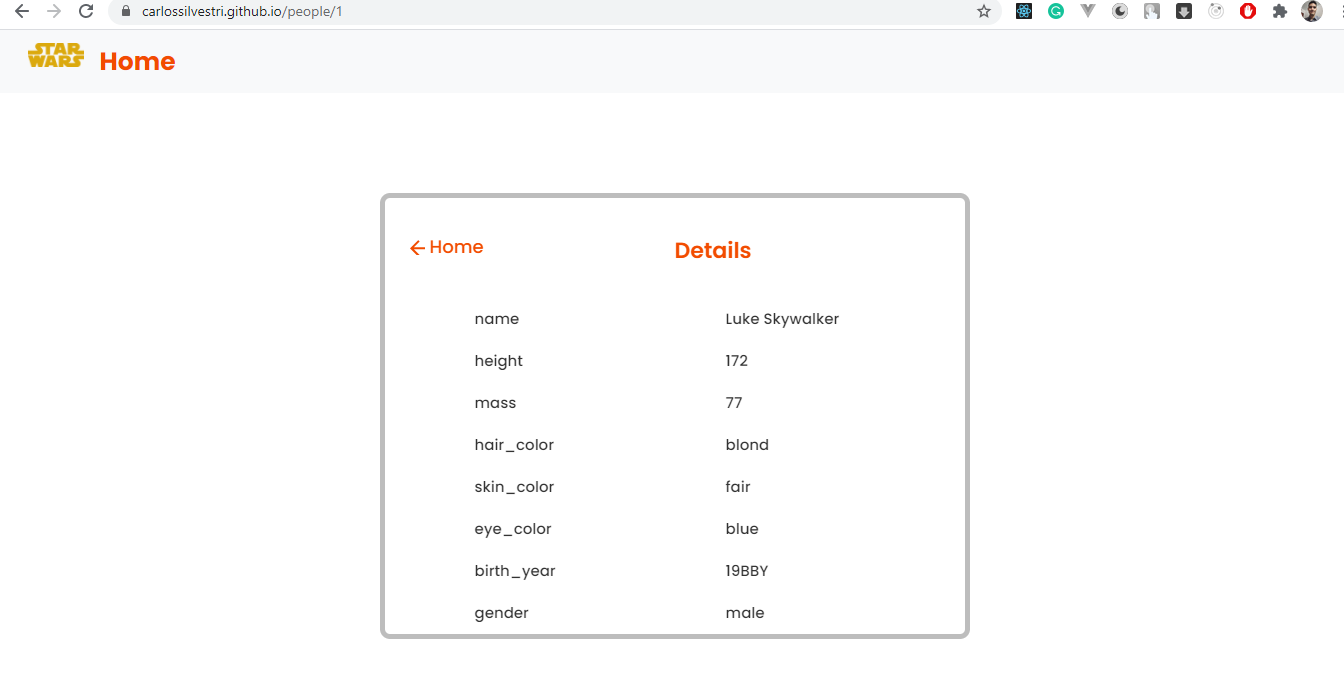 carlossilvestri.github.io/people/1
STAR WARS Home
← Home Details
name Luke Skywalker
height 172
mass 77
hair_color blond
skin_color fair
eye_color blue
birth_year 19BBY
gender male